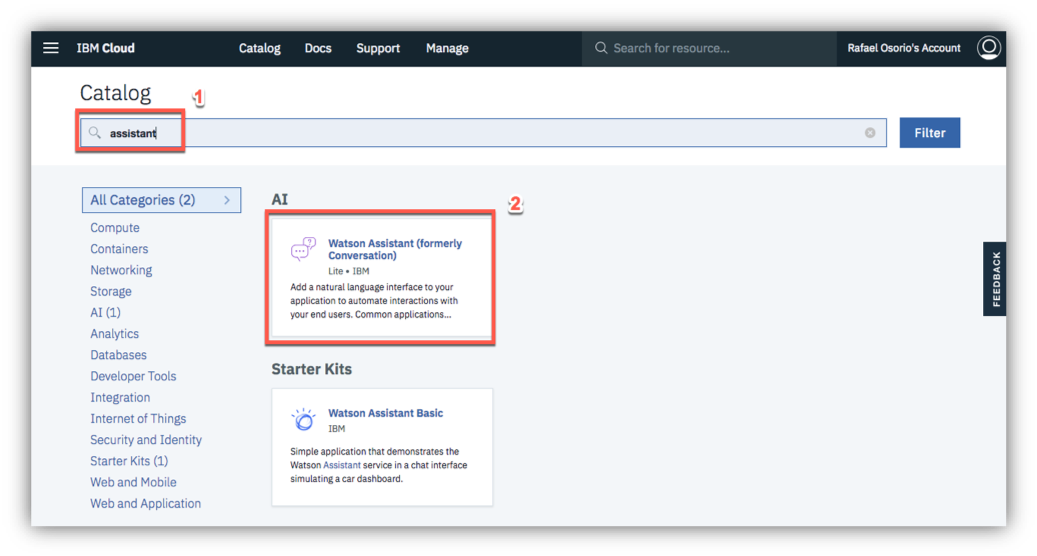 IBM Cloud Catalog Docs Support Manage Search for resource... Rafael Osorio's Account
Catalog
1
assistant
Filter
All Categories (2)
Compute
Containers
Networking
Storage
AI (1)
Analytics
Databases
Developer Tools
Integration
Internet of Things
Security and Identity
Starter Kits (1)
Web and Mobile
Web and Application
AI
2
Watson Assistant (formerly
Conversation)
Lite • IBM
Add a natural language interface to your
application to automate interactions with
your end users. Common applications...
Starter Kits
Watson Assistant Basic
IBM
Simple application that demonstrates the
Watson Assistant service in a chat interface
simulating a car dashboard.
FEEDBACK